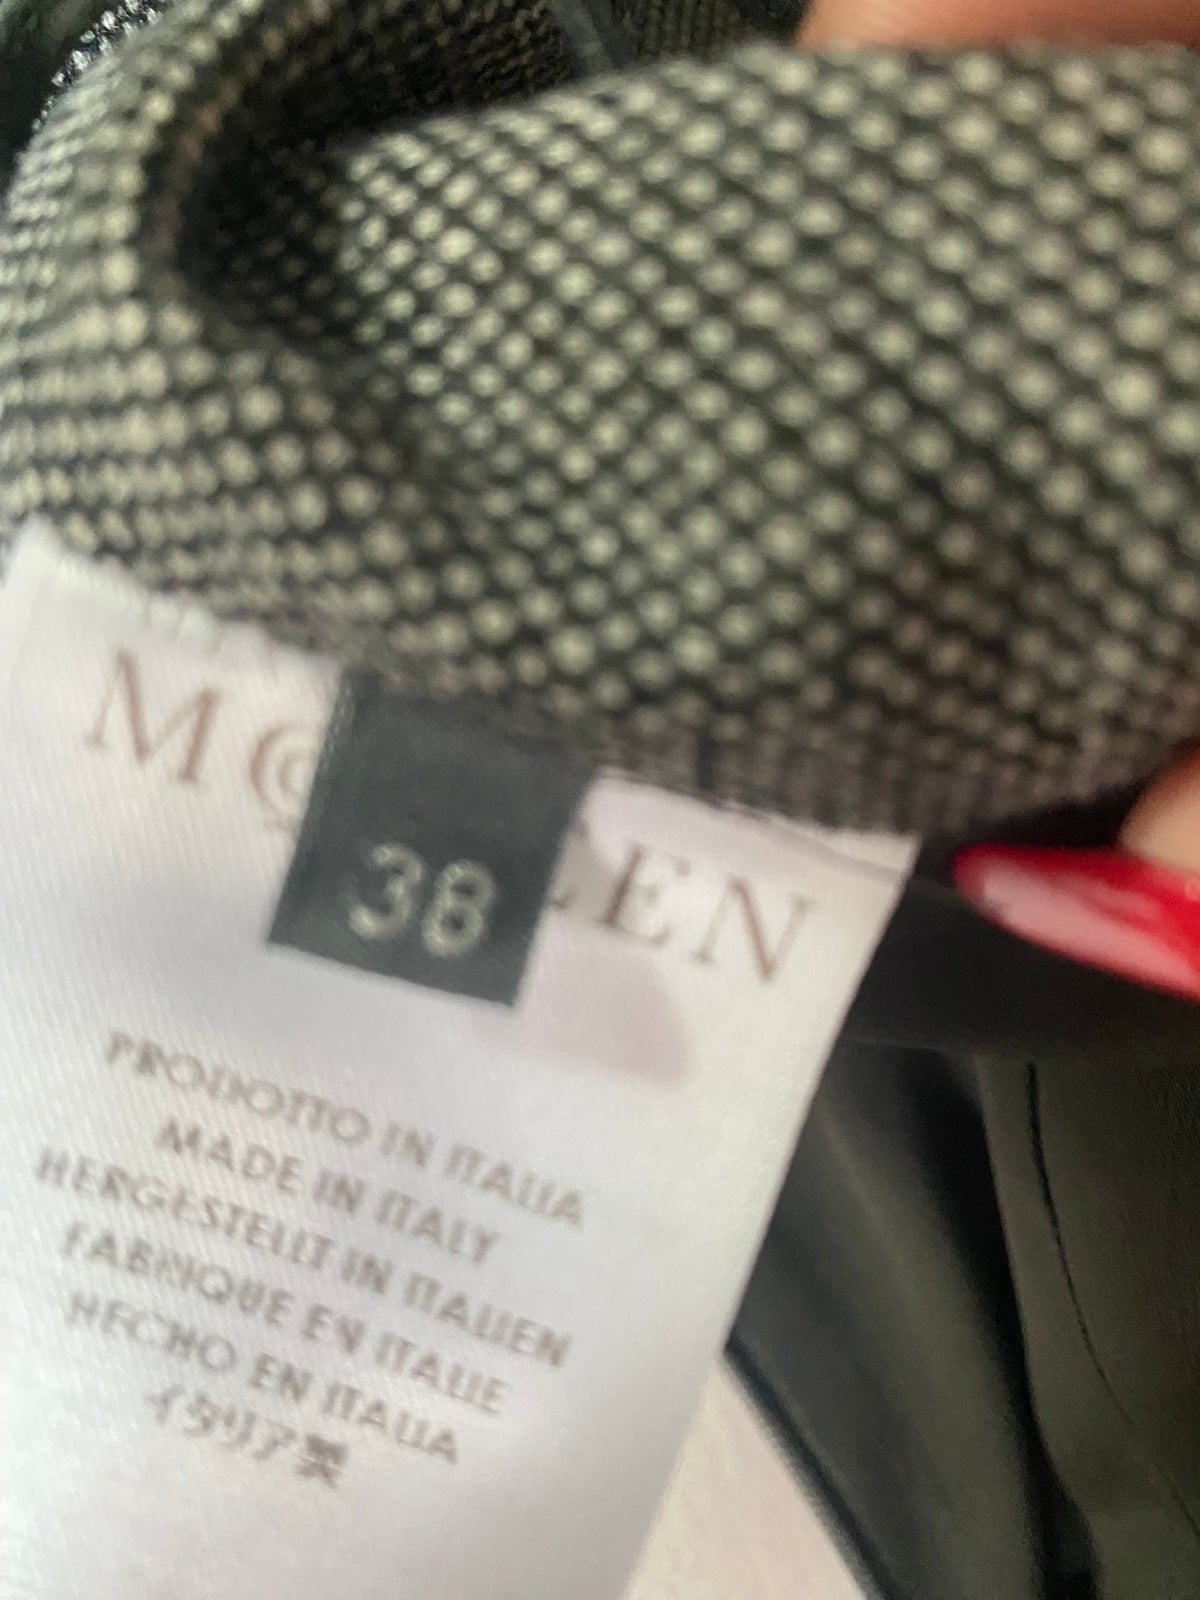 M
EN
38
PRODOTTO IN ITALIA
MADE IN ITALY
HERGESTELLT IN ITALIEN
FABRIQUE EN ITALIE
HECHO EN ITALIA
イタリア製